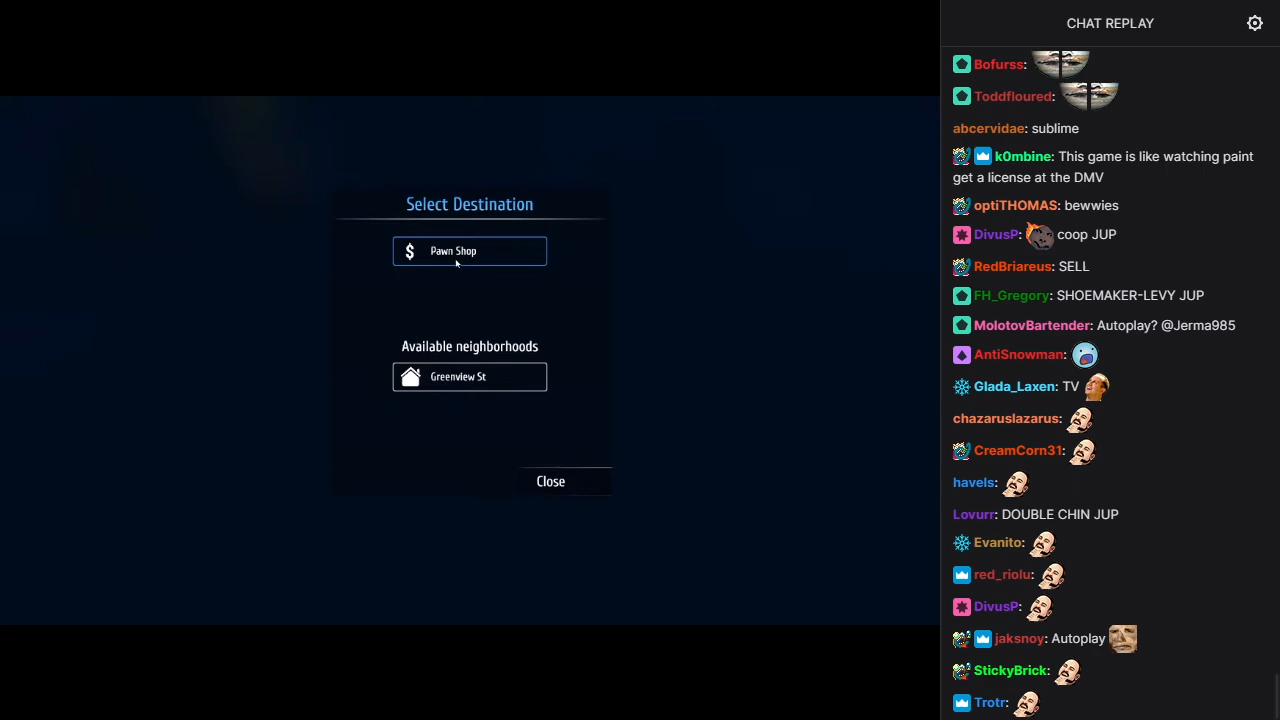 Select Destination
$ Pawn Shop
Available neighborhoods
Greenview St
Close
CHAT REPLAY
Bofurss:
Toddfloured:
abcervidae: sublime
k0mbine: This game is like watching paint
get a license at the DMV
optiTHOMAS: bewwies
DivusP: coop JUP
RedBriareus: SELL
FH_Gregory: SHOEMAKER-LEVY JUP
MolotovBartender: Autoplay? @Jerma985
AntiSnowman:
Glada_Laxen: TV
chazaruslazarus:
CreamCorn31:
havels:
Lovurr: DOUBLE CHIN JUP
Evanito:
red_riolu:
DivusP:
jaksnoy: Autoplay
StickyBrick:
Trotr: